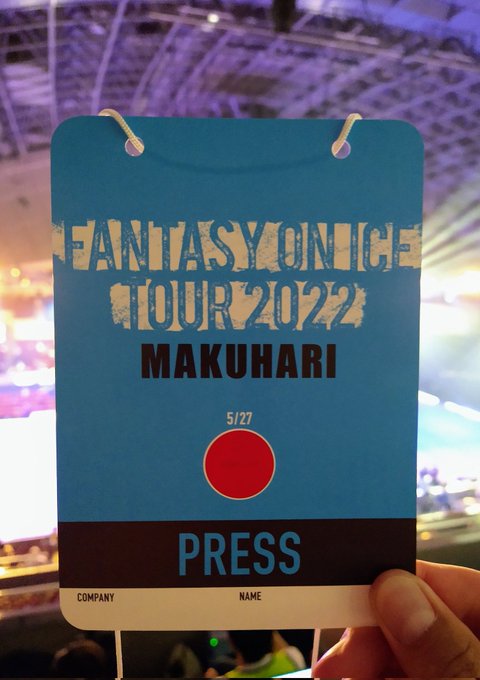 FANTASY ON ICE
TOUR 2022
MAKUHARI
5/27
PRESS
COMPANY NAME